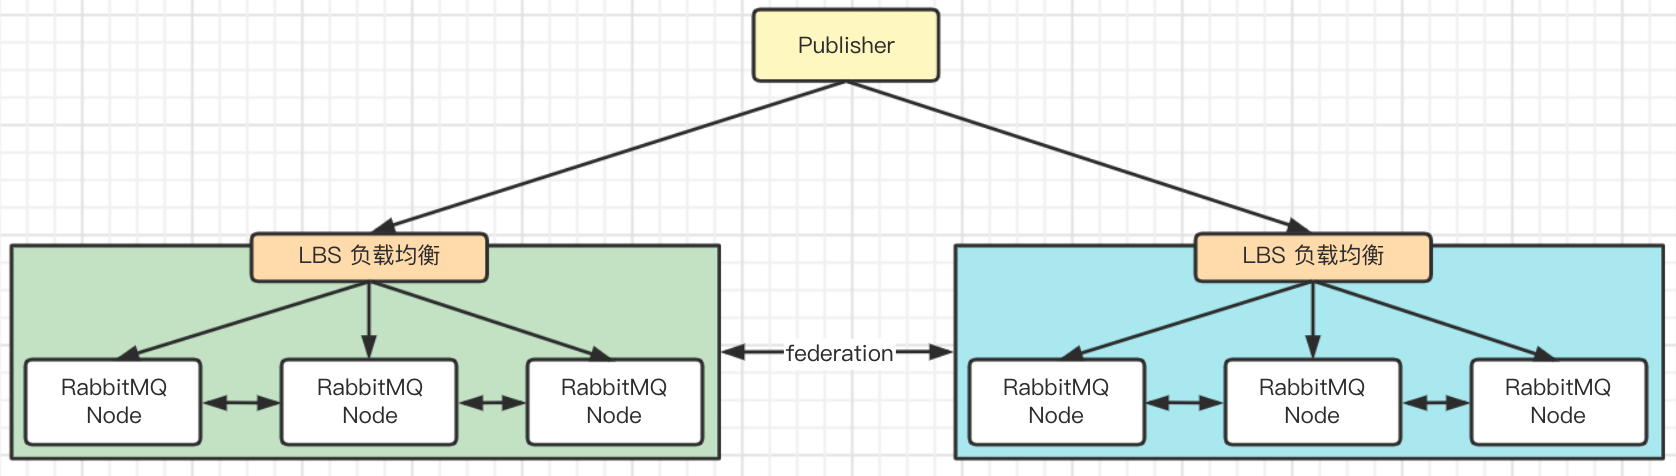 Publisher
LBS 负载均衡
LBS 负载均衡
federation
RabbitMQ
Node
RabbitMQ
Node
RabbitMQ
Node
RabbitMQ
Node
RabbitMQ
Node
RabbitMQ
Node